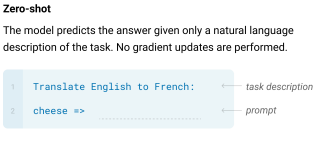 Zero-shot
The model predicts the answer given only a natural language
description of the task. No gradient updates are performed.
1 Translate English to French: task description
2 cheese => prompt